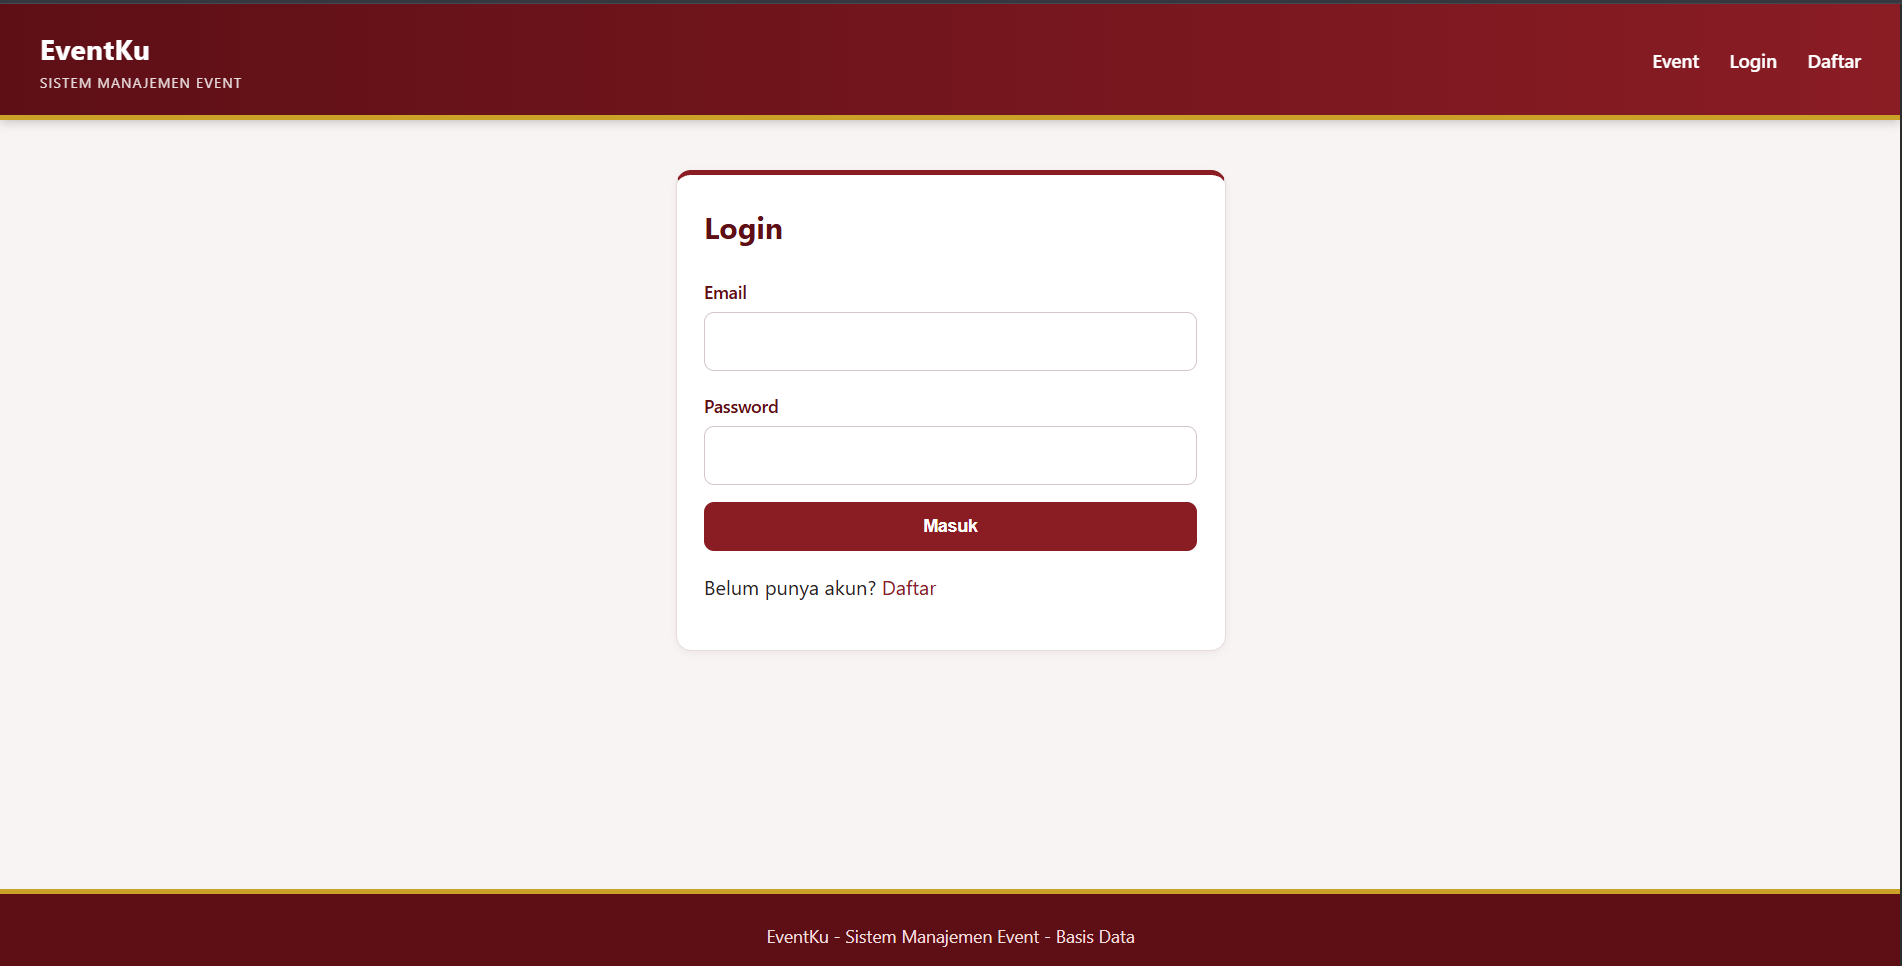 EventKu
SISTEM MANAJEMEN EVENT
Event Login Daftar
Login
Email
Password
Masuk
Belum punya akun? Daftar
EventKu - Sistem Manajemen Event - Basis Data